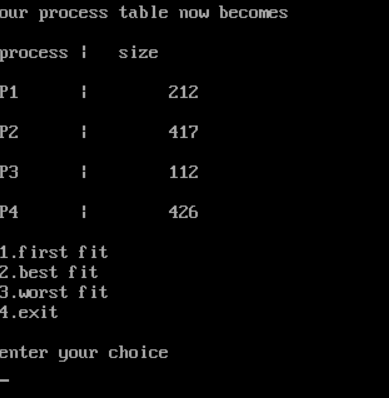 our process table now becomes
process ¦ size
P1 ¦ 212
P2 ¦ 417
P3 ¦ 112
P4 ¦ 426
1.first fit
2.best fit
3.worst fit
4.exit
enter your choice